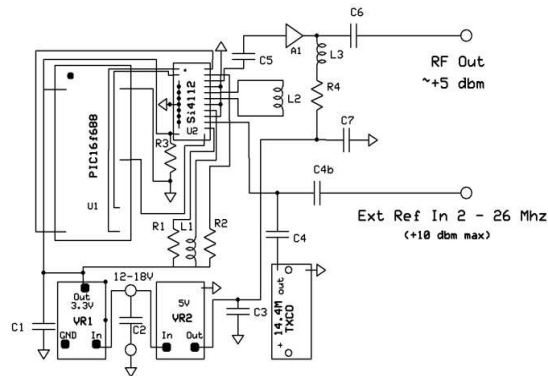 C6
A1
C5
L3
RF Out
~+5 dbm
R4
L2
PIC16f688
Si4112
U2
R3
C7
C4b
U1
Ext Ref In 2 - 26 Mhz
(+10 dbm max)
R1
L1
R2
C4
12-18V
Out
3.3V
5V
C1
VR1
C2
VR2
C3
GND
In
In
Out
+ 14.4M out
TXCO